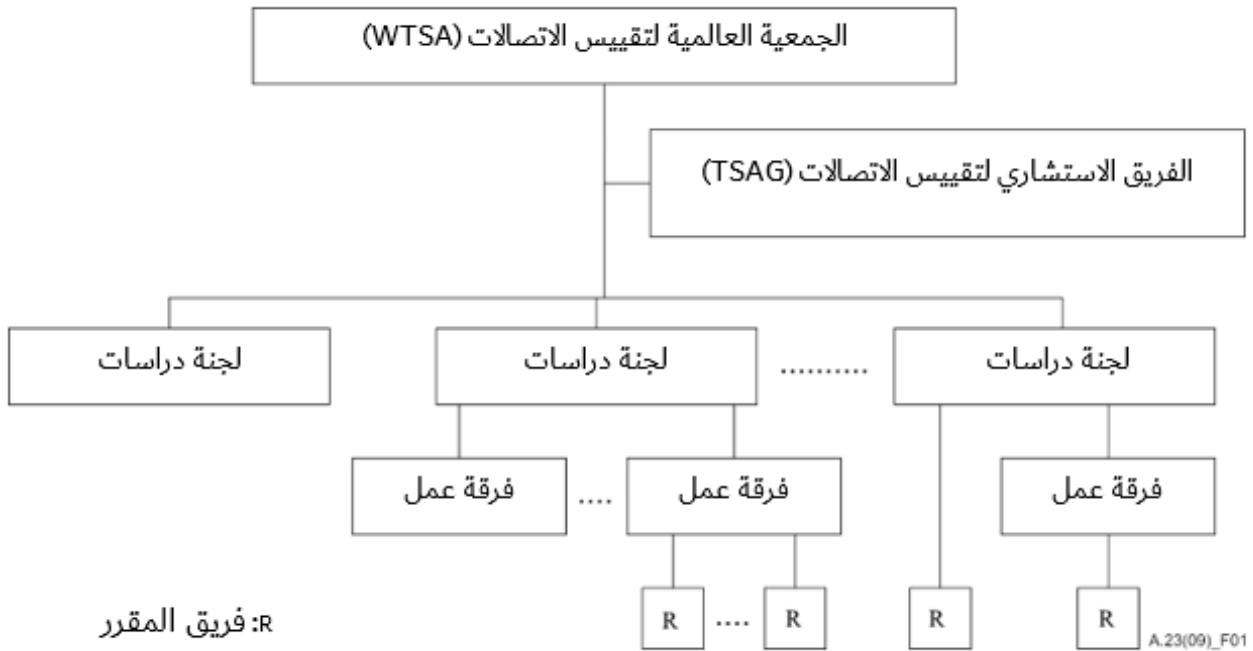 الجمعية العالمية لتقييس الاتصالات (WTSA)
الفريق الاستشاري لتقييس الاتصالات (TSAG)
لجنة دراسات
..........
لجنة دراسات
لجنة دراسات
فرقة عمل
فرقة عمل
....
فرقة عمل
R
R
R
....
R
R: فريق المقرر
A.23(09)_F01